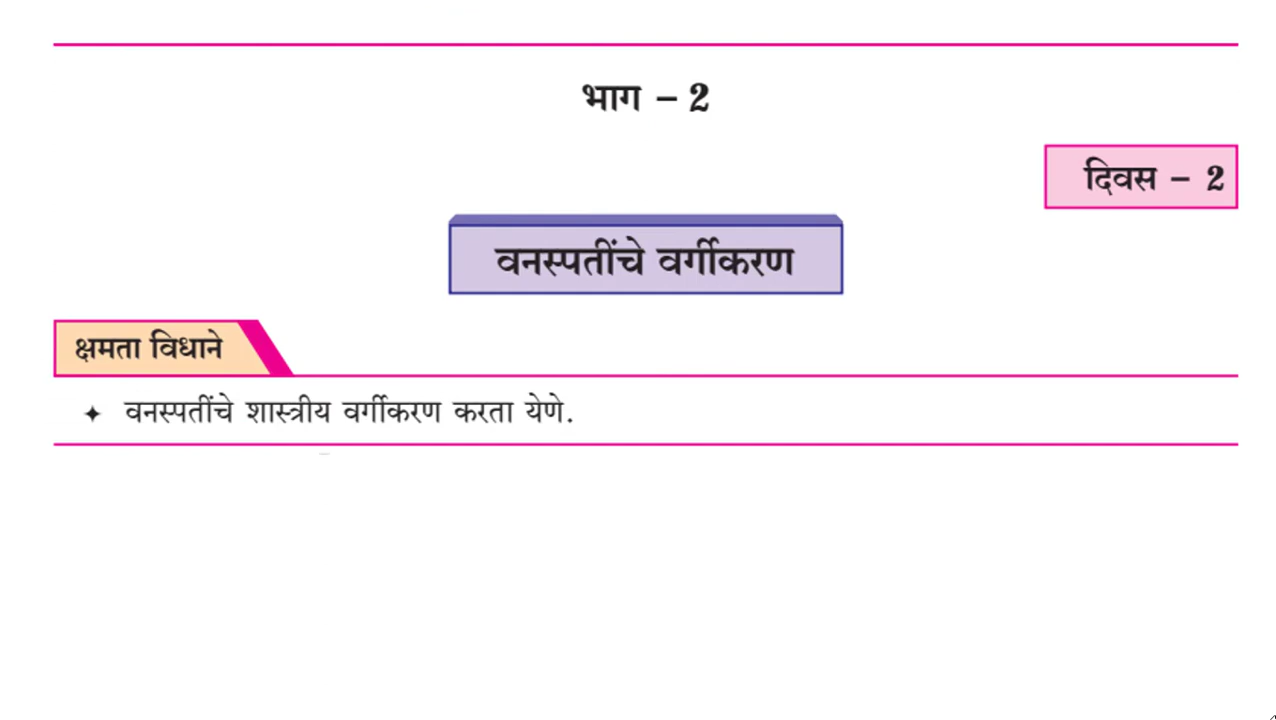 भाग – 2
दिवस – 2
वनस्पतींचे वर्गीकरण
क्षमता विधाने
✦ वनस्पतींचे शास्त्रीय वर्गीकरण करता येणे.